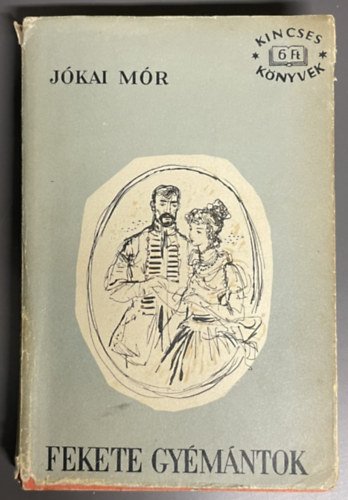 JÓKAI MÓR
KINCSES
6 Ft
KÖNYVEK
FEKETE GYÉMÁNTOK